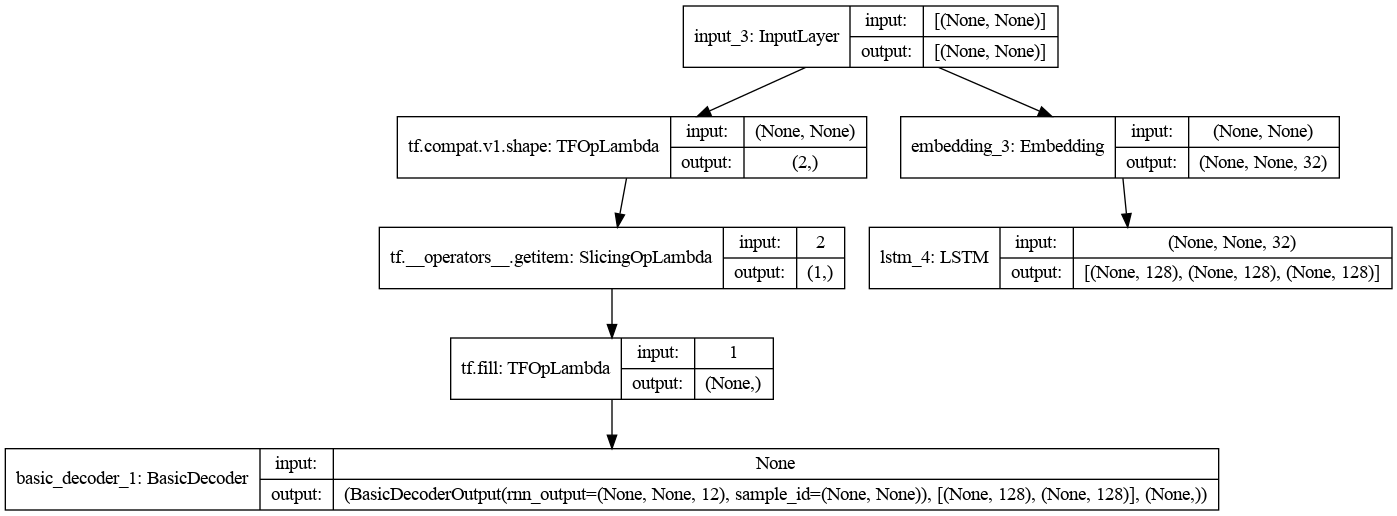 input_3: InputLayer
input: [(None, None)]
output: [(None, None)]
tf.compat.v1.shape: TFOpLambda
input: (None, None)
output: (2,)
embedding_3: Embedding
input: (None, None)
output: (None, None, 32)
tf.__operators__.getitem: SlicingOpLambda
input: 2
output: (1,)
lstm_4: LSTM
input: (None, None, 32)
output: [(None, 128), (None, 128), (None, 128)]
tf.fill: TFOpLambda
input: 1
output: (None,)
basic_decoder_1: BasicDecoder
input: None
output: (BasicDecoderOutput(rnn_output=(None, None, 12), sample_id=(None, None)), [(None, 128), (None, 128)], (None,))